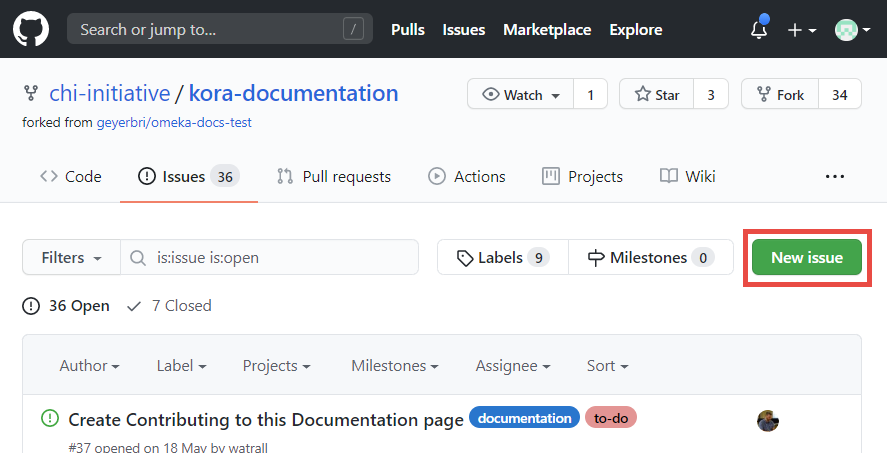 Search or jump to... /
Pulls Issues Marketplace Explore
chi-initiative / kora-documentation
Watch 1 Star 3 Fork 34
forked from geyerbri/omeka-docs-test
Code Issues 36 Pull requests Actions Projects Wiki ...
Filters is:issue is:open Labels 9 Milestones 0 New issue
36 Open 7 Closed
Author Label Projects Milestones Assignee Sort
Create Contributing to this Documentation page documentation to-do
#37 opened on 18 May by watrall